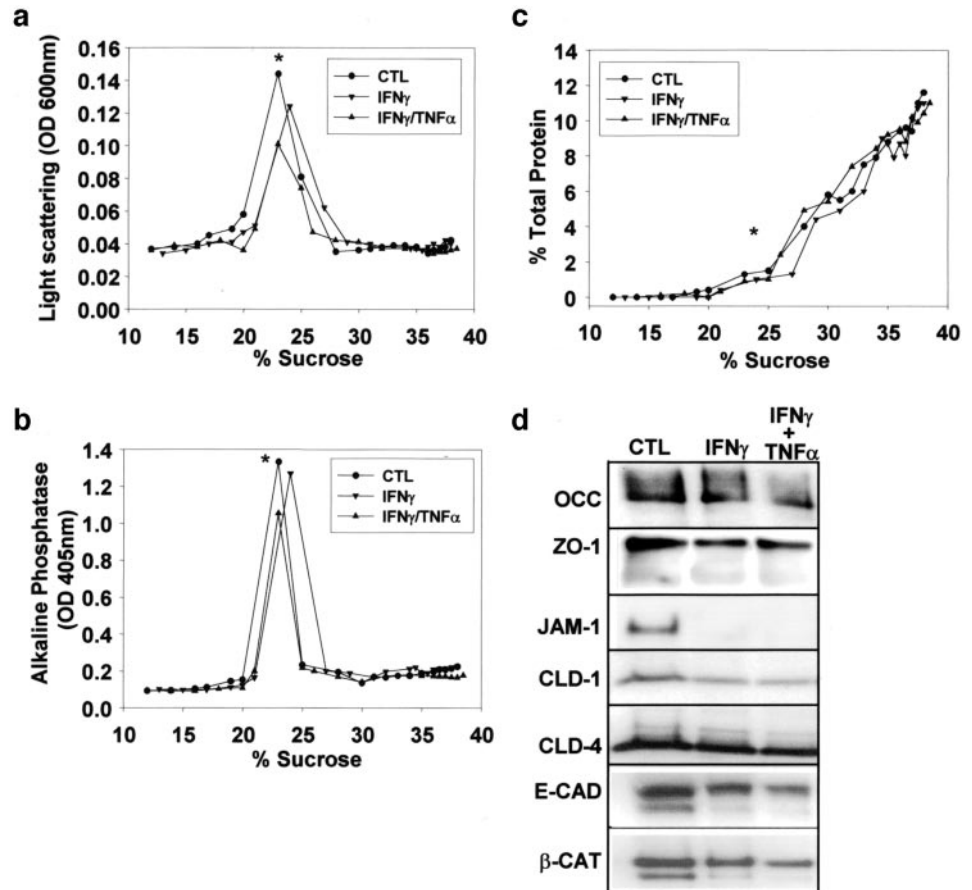 a
Light scattering (OD 600nm)
0.16
0.14
0.12
0.10
0.08
0.06
0.04
0.02
0.00
*
CTL
IFNγ
IFNγ/TNFα
10 15 20 25 30 35 40
% Sucrose
b
Alkaline Phosphatase
(OD 405nm)
1.4
1.2
1.0
0.8
0.6
0.4
0.2
0.0
*
CTL
IFNγ
IFNγ/TNFα
10 15 20 25 30 35 40
% Sucrose
c
% Total Protein
14
12
10
8
6
4
2
0
*
CTL
IFNγ
IFNγ/TNFα
10 15 20 25 30 35 40
% Sucrose
d
CTL IFNγ IFNγ + TNFα
OCC
ZO-1
JAM-1
CLD-1
CLD-4
E-CAD
β-CAT